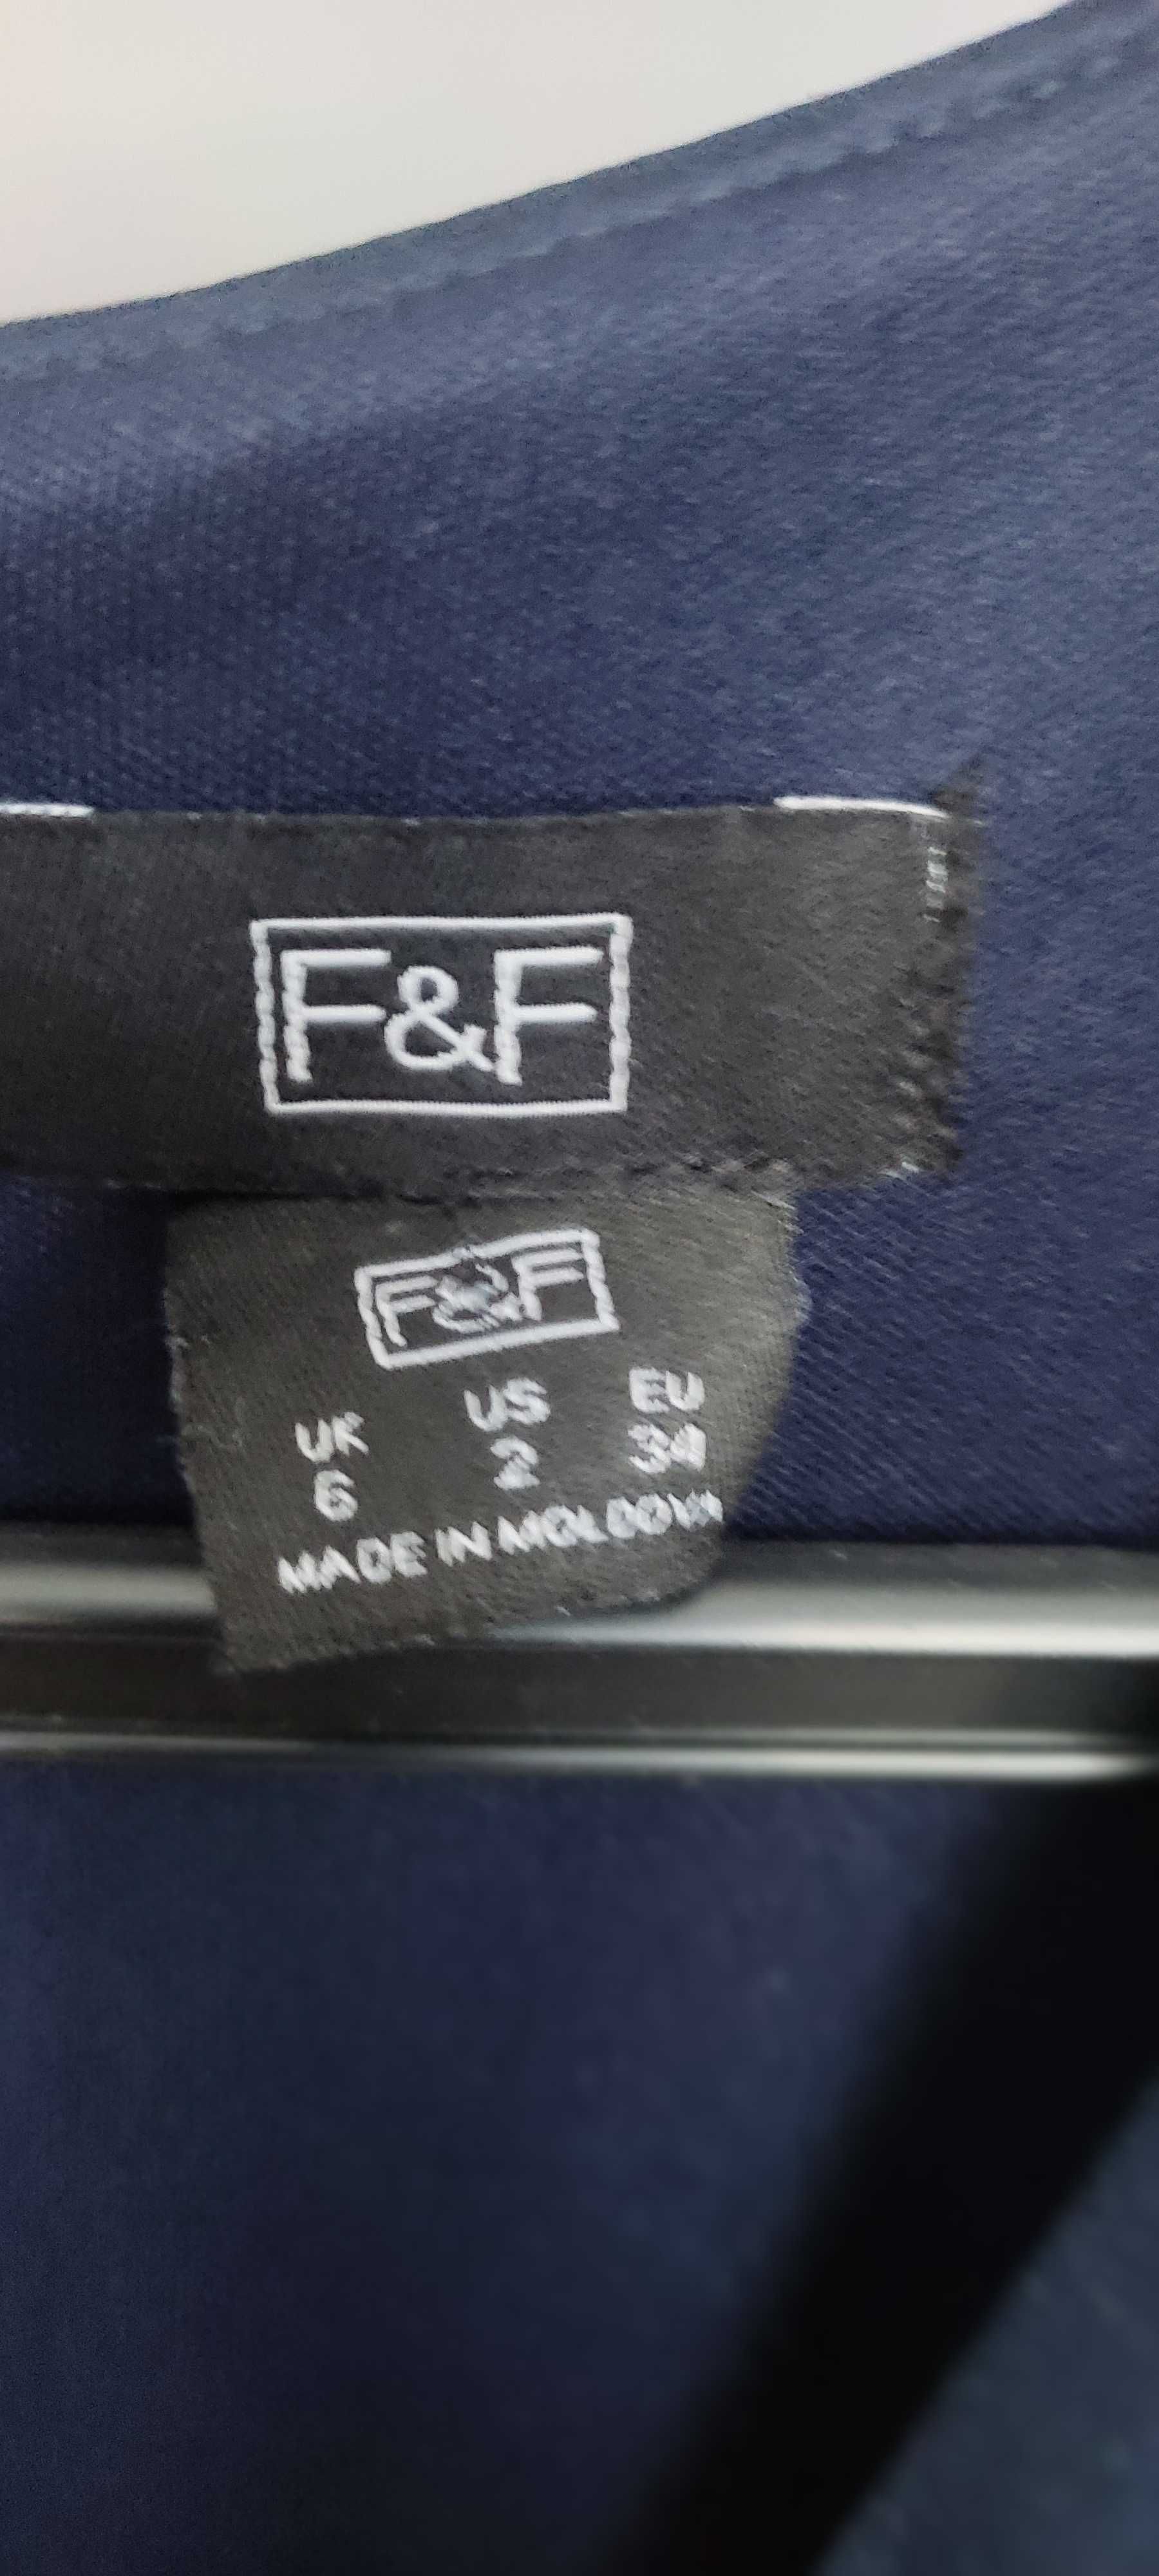 F&F
F&F
UK US EU
6 2 34
MADE IN MOLDOVA